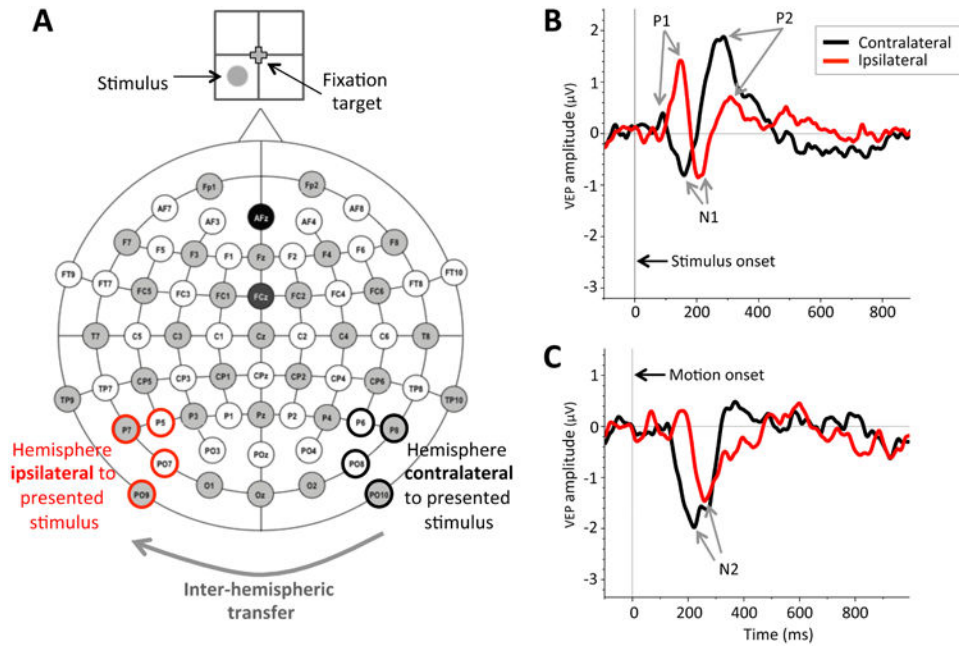 A
Stimulus
Fixation
target
Fp1
Fp2
AF7
AF3
AFz
AF4
AF8
F7
F5
F3
F1
Fz
F2
F4
F6
F8
FT9
FT7
FC5
FC3
FC1
FCz
FC2
FC4
FC6
FT8
FT10
T7
C5
C3
C1
Cz
C2
C4
C6
T8
TP9
TP7
CP5
CP3
CP1
CPz
CP2
CP4
CP6
TP8
TP10
P7
P5
P3
P1
Pz
P2
P4
P6
PO7
PO3
POz
PO4
PO8
PO9
O1
Oz
O2
PO10
Hemisphere
ipsilateral to
presented
stimulus
Hemisphere
contralateral
to presented
stimulus
Inter-hemispheric
transfer
B
P1
P2
Contralateral
Ipsilateral
N1
Stimulus onset
VEP amplitude (μV)
2
1
0
-1
-2
-3
0
200
400
600
800
C
Motion onset
N2
VEP amplitude (μV)
1
0
-1
-2
-3
0
200
400
600
800
Time (ms)